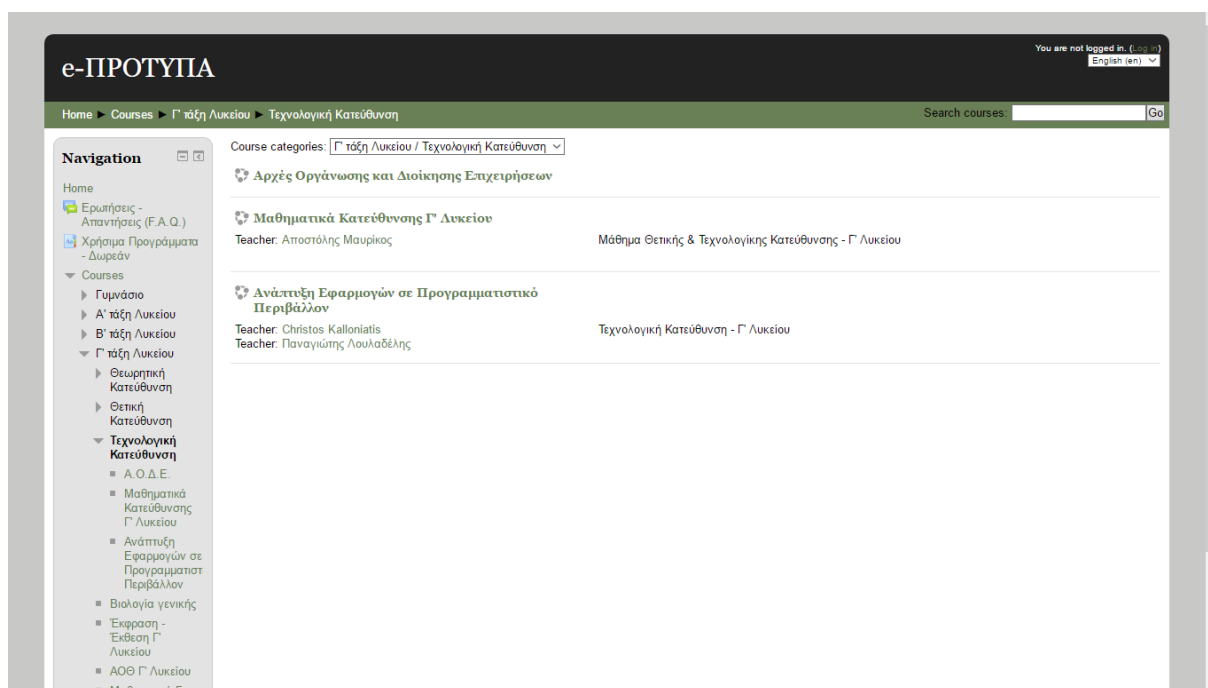 e-ΠΡΟΤΥΠΑ
You are not logged in. (Log in)
English (en)
Home ► Courses ► Γ' τάξη Λυκείου ► Τεχνολογική Κατεύθυνση
Search courses:
Go
Navigation
Home
Ερωτήσεις -
Απαντήσεις (F.A.Q.)
Χρήσιμα Προγράμματα
- Δωρεάν
Courses
Γυμνάσιο
Α' τάξη Λυκείου
Β' τάξη Λυκείου
Γ' τάξη Λυκείου
Θεωρητική
Κατεύθυνση
Θετική
Κατεύθυνση
Τεχνολογική
Κατεύθυνση
Α.Ο.Δ.Ε.
Μαθηματικά
Κατεύθυνσης
Γ' Λυκείου
Ανάπτυξη
Εφαρμογών σε
Προγραμματιστ
Περιβάλλον
Βιολογία γενικής
Έκφραση -
Έκθεση Γ'
Λυκείου
ΑΟΘ Γ' Λυκείου
Course categories: Γ' τάξη Λυκείου / Τεχνολογική Κατεύθυνση
Αρχές Οργάνωσης και Διοίκησης Επιχειρήσεων
Μαθηματικά Κατεύθυνσης Γ' Λυκείου
Teacher: Αποστόλης Μαυρίκος
Μάθημα Θετικής & Τεχνολογίκης Κατεύθυνσης - Γ' Λυκείου
Ανάπτυξη Εφαρμογών σε Προγραμματιστικό
Περιβάλλον
Teacher: Christos Kalloniatis
Teacher: Παναγιώτης Λουλαδέλης
Τεχνολογική Κατεύθυνση - Γ' Λυκείου